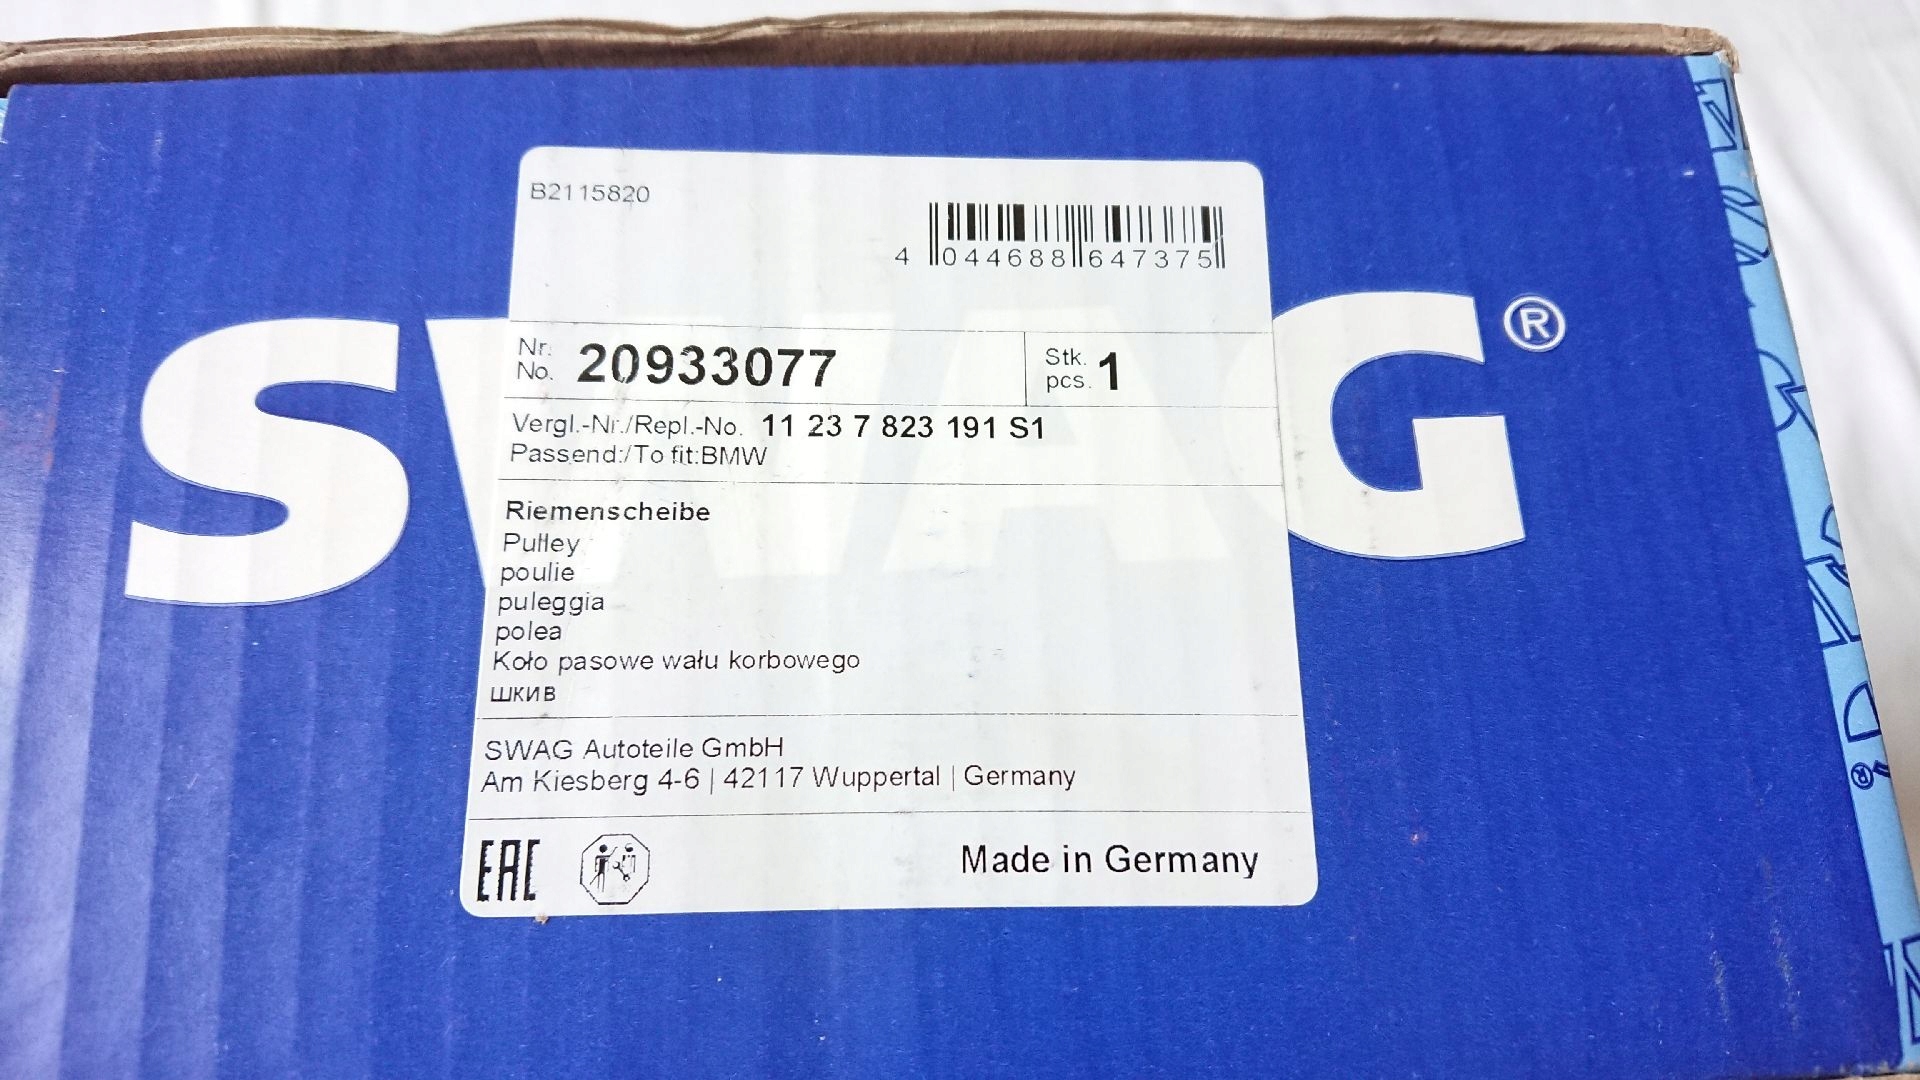 B2115820
4 044688 647375
SWAG®
Nr.
No. 20933077
Stk.
pcs. 1
Vergl.-Nr./Repl.-No. 11 23 7 823 191 S1
Passend:/To fit:BMW
Riemenscheibe
Pulley
poulie
puleggia
polea
Koło pasowe wału korbowego
шкив
SWAG Autoteile GmbH
Am Kiesberg 4-6 | 42117 Wuppertal | Germany
EAC
Made in Germany